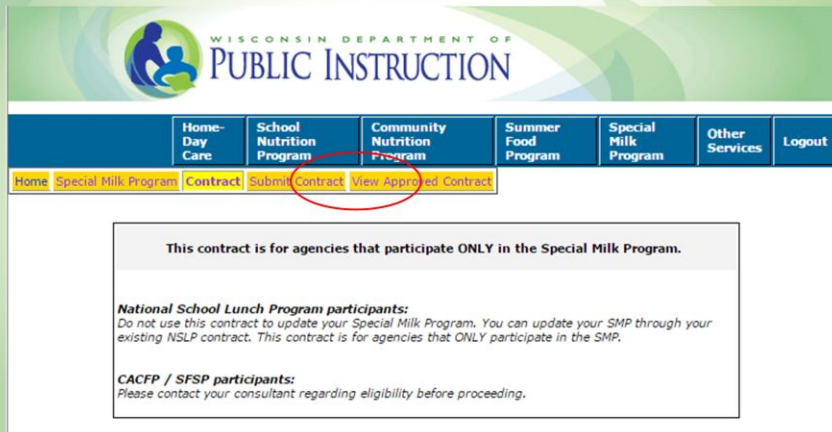 WISCONSIN DEPARTMENT OF
PUBLIC INSTRUCTION
Home-
Day
Care
School
Nutrition
Program
Community
Nutrition
Program
Summer
Food
Program
Special
Milk
Program
Other
Services
Logout
Home Special Milk Program Contract Submit Contract View Approved Contract
This contract is for agencies that participate ONLY in the Special Milk Program.
National School Lunch Program participants:
Do not use this contract to update your Special Milk Program. You can update your SMP through your
existing NSLP contract. This contract is for agencies that ONLY participate in the SMP.
CACFP / SFSP participants:
Please contact your consultant regarding eligibility before proceeding.